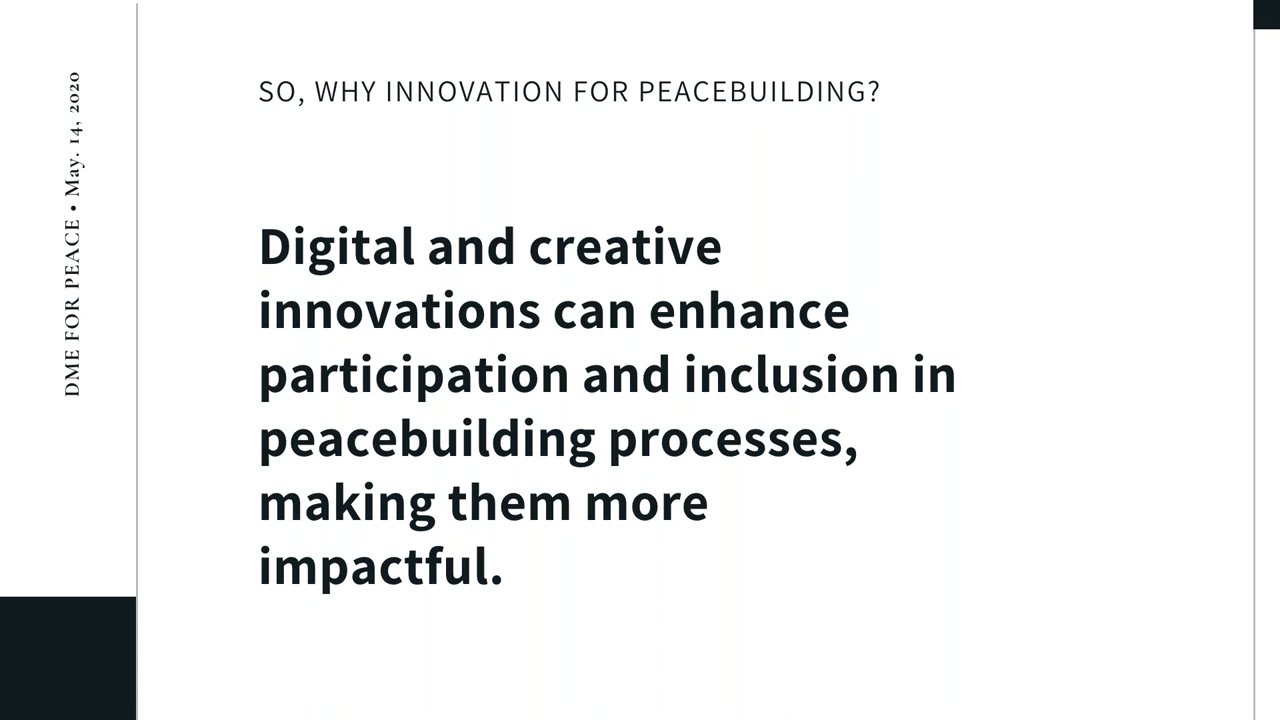 DME FOR PEACE • May. 14, 2020
SO, WHY INNOVATION FOR PEACEBUILDING?
Digital and creative
innovations can enhance
participation and inclusion in
peacebuilding processes,
making them more
impactful.